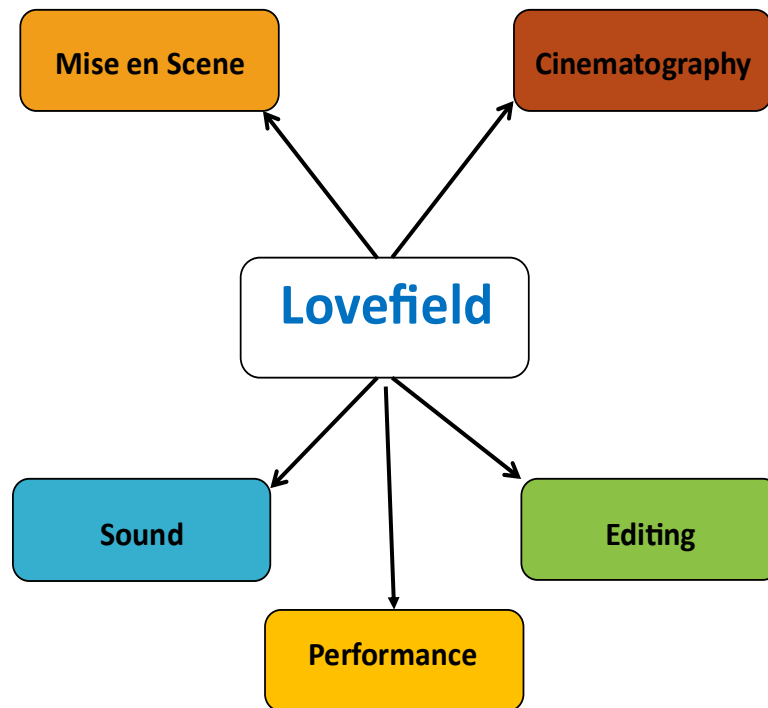 Mise en Scene
Cinematography
Lovefield
Sound
Editing
Performance